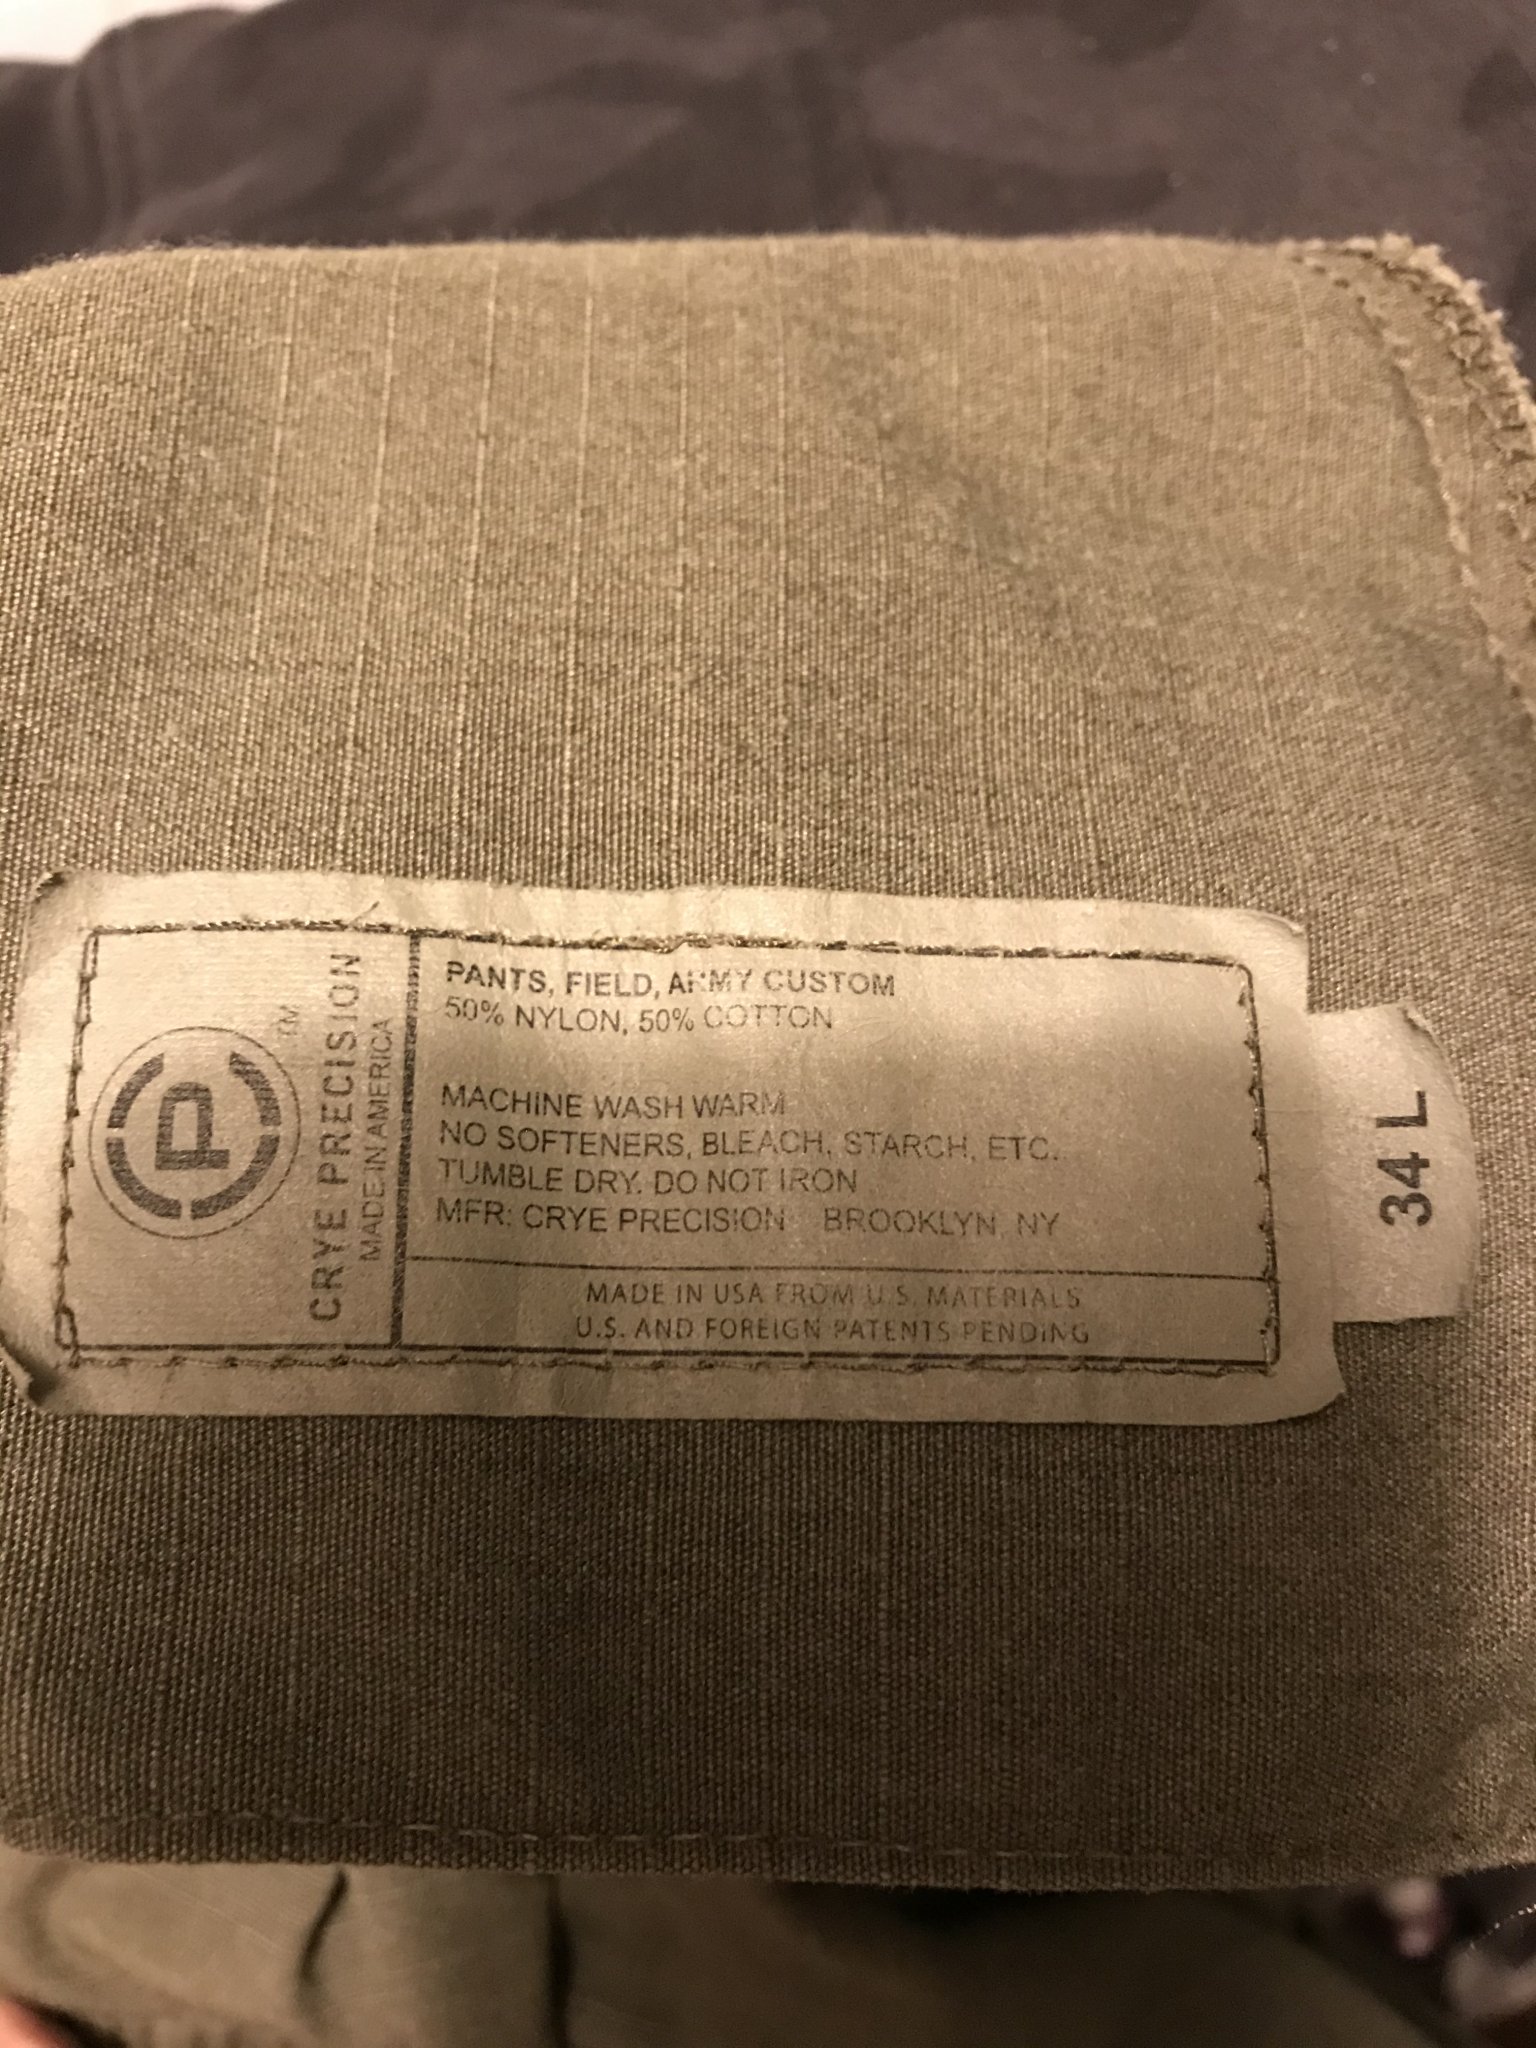 CRYE PRECISION
TM
MADE IN AMERICA
PANTS, FIELD, ARMY CUSTOM
50% NYLON, 50% COTTON
MACHINE WASH WARM
NO SOFTENERS, BLEACH, STARCH, ETC.
TUMBLE DRY. DO NOT IRON
MFR: CRYE PRECISION BROOKLYN, NY
MADE IN USA FROM U.S. MATERIALS
U.S. AND FOREIGN PATENTS PENDING
34 L